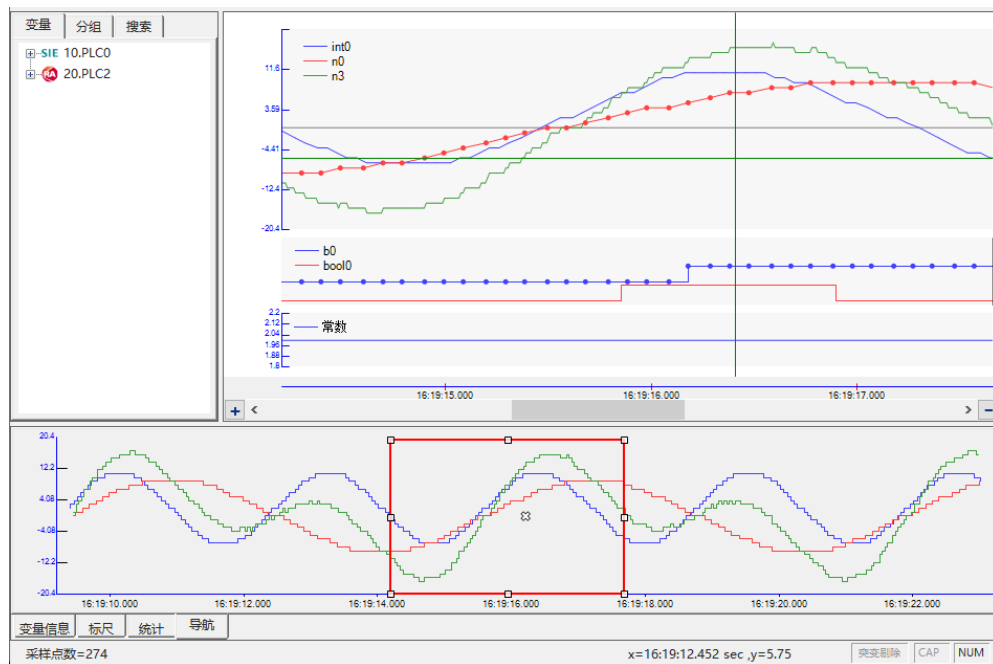 变量 分组 搜索
SIE 10.PLC0
RA 20.PLC2
int0
n0
n3
11.6
3.59
-4.41
-12.4
-20.4
b0
bool0
2.2
2.12
2.04
1.96
1.88
1.8
常数
16:19:15.000 16:19:16.000 16:19:17.000
20.4
12.2
4.08
-4.08
-12.2
-20.4
16:19:10.000 16:19:12.000 16:19:14.000 16:19:16.000 16:19:18.000 16:19:20.000 16:19:22.000
变量信息 标尺 统计 导航
采样点数=274 x=16:19:12.452 sec ,y=5.75 突变剔除 CAP NUM